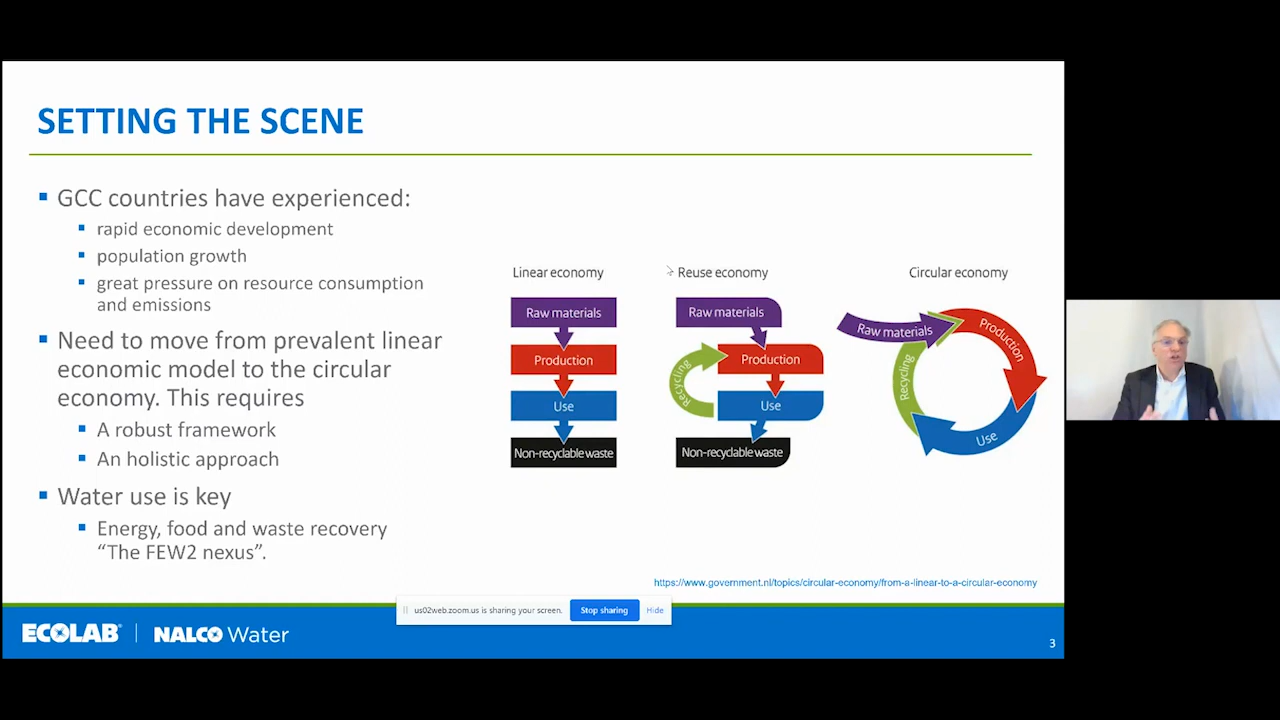 SETTING THE SCENE
GCC countries have experienced:
rapid economic development
population growth
great pressure on resource consumption
and emissions
Need to move from prevalent linear
economic model to the circular
economy. This requires
A robust framework
An holistic approach
Water use is key
Energy, food and waste recovery
“The FEW2 nexus”.
Linear economy
Raw materials
Production
Use
Non-recyclable waste
Reuse economy
Raw materials
Production
Recycling
Use
Non-recyclable waste
Circular economy
Raw materials
Production
Use
Recycling
https://www.government.nl/topics/circular-economy/from-a-linear-to-a-circular-economy
us02web.zoom.us is sharing your screen. Stop sharing Hide
ECOLAB® NALCO Water
3